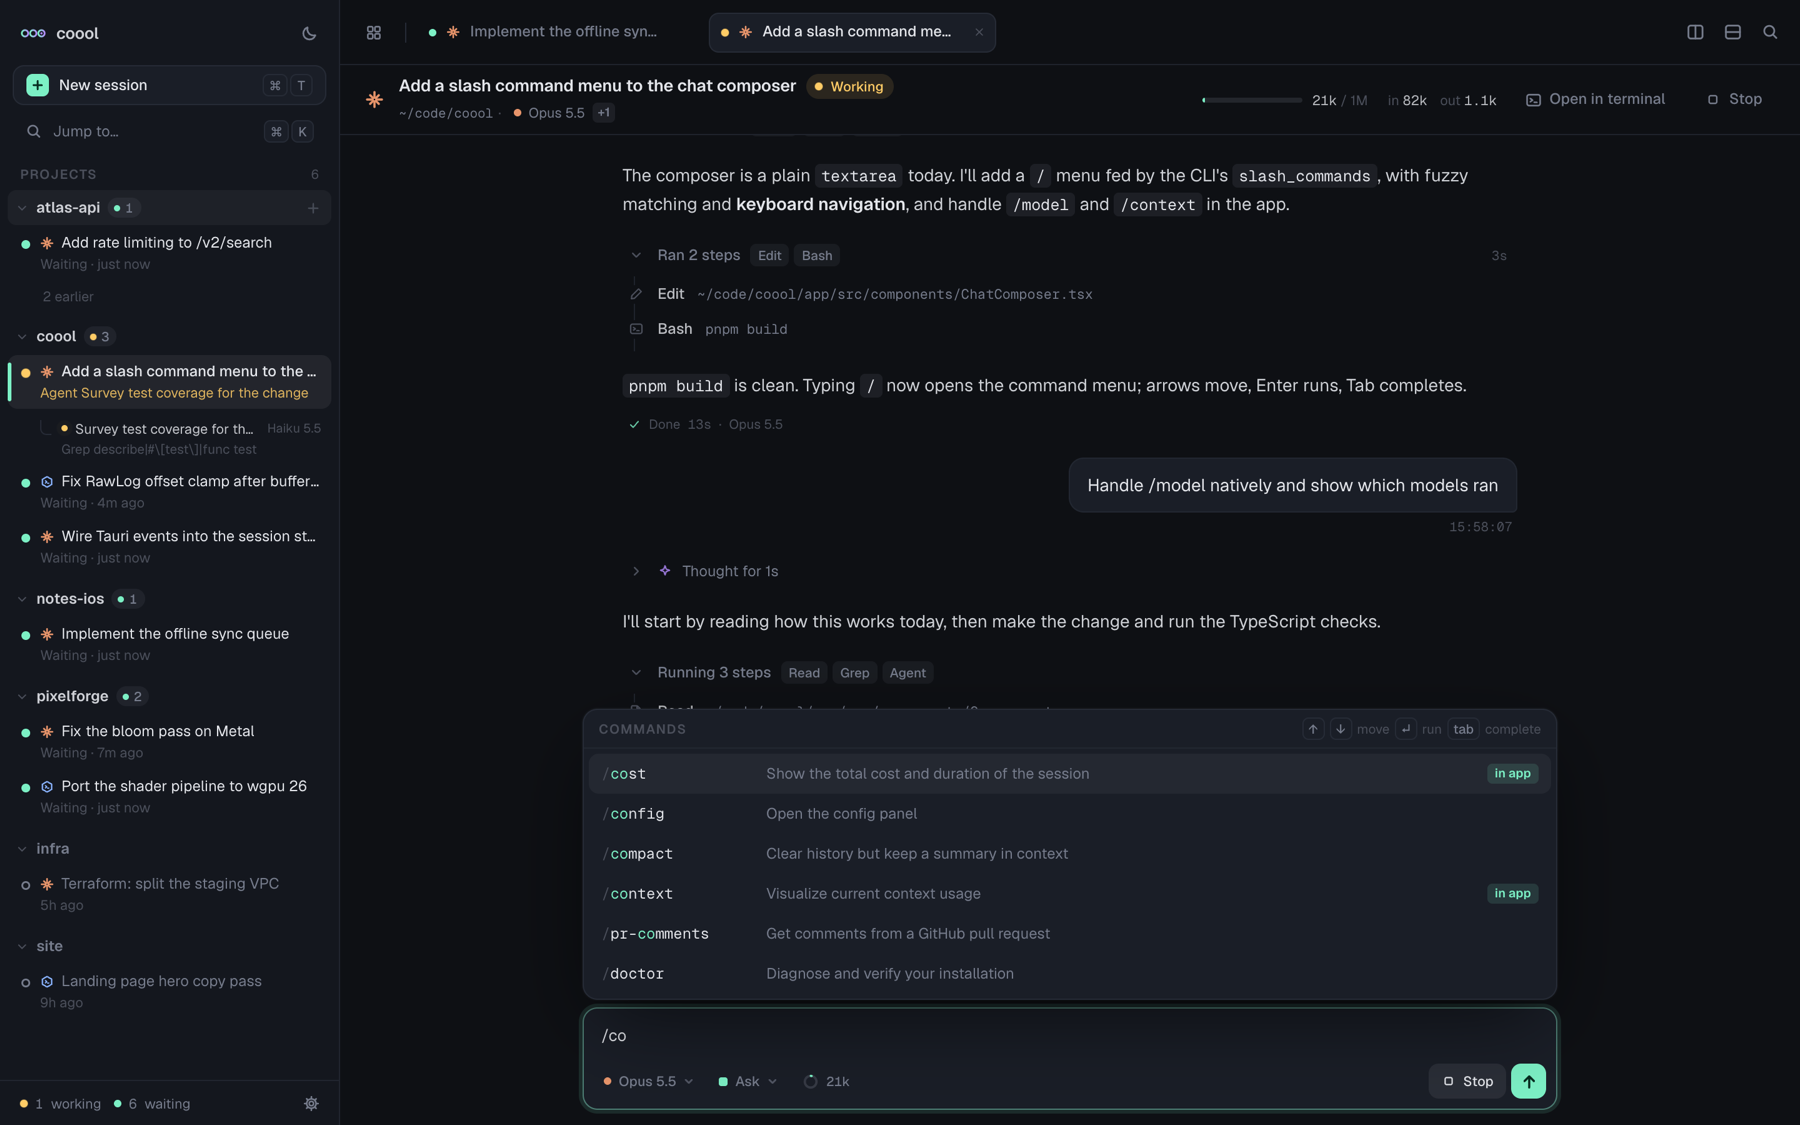 coool
New session ⌘ T
Jump to... ⌘ K
PROJECTS 6
atlas-api 1
Add rate limiting to /v2/search
Waiting · just now
2 earlier
coool 3
Add a slash command menu to the ...
Agent Survey test coverage for the change
Survey test coverage for th... Haiku 5.5
Grep describe|#\[test\]|func test
Fix RawLog offset clamp after buffer...
Waiting · 4m ago
Wire Tauri events into the session st...
Waiting · just now
notes-ios 1
Implement the offline sync queue
Waiting · just now
pixelforge 2
Fix the bloom pass on Metal
Waiting · 7m ago
Port the shader pipeline to wgpu 26
Waiting · just now
infra
Terraform: split the staging VPC
5h ago
site
Landing page hero copy pass
9h ago
1 working 6 waiting
Implement the offline syn...
Add a slash command me... ×
Add a slash command menu to the chat composer Working
~/code/coool · Opus 5.5 +1
21k / 1M in 82k out 1.1k Open in terminal Stop
The composer is a plain textarea today. I'll add a / menu fed by the CLI's slash_commands, with fuzzy
matching and keyboard navigation, and handle /model and /context in the app.
Ran 2 steps Edit Bash 3s
Edit ~/code/coool/app/src/components/ChatComposer.tsx
Bash pnpm build
pnpm build is clean. Typing / now opens the command menu; arrows move, Enter runs, Tab completes.
Done 13s · Opus 5.5
Handle /model natively and show which models ran
15:58:07
Thought for 1s
I'll start by reading how this works today, then make the change and run the TypeScript checks.
Running 3 steps Read Grep Agent
Read
COMMANDS ↑ ↓ move ↵ run tab complete
/cost Show the total cost and duration of the session in app
/config Open the config panel
/compact Clear history but keep a summary in context
/context Visualize current context usage in app
/pr-comments Get comments from a GitHub pull request
/doctor Diagnose and verify your installation
/co
Opus 5.5 Ask 21k Stop